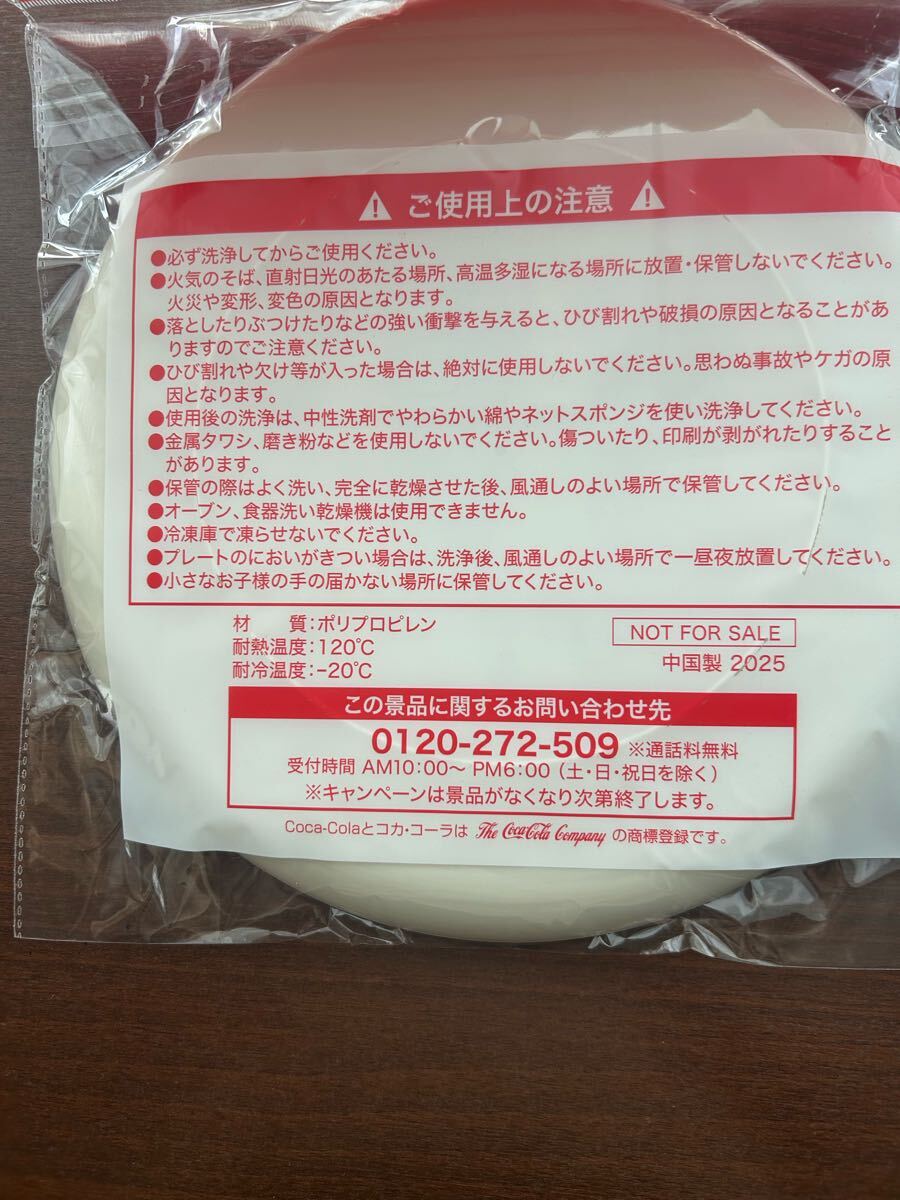 ご使用上の注意
●必ず洗浄してからご使用ください。
●火気のそば、直射日光のあたる場所、高温多湿になる場所に放置・保管しないでください。
火災や変形、変色の原因となります。
●落としたりぶつけたりなどの強い衝撃を与えると、ひび割れや破損の原因となることがあ
りますのでご注意ください。
●ひび割れや欠け等が入った場合は、絶対に使用しないでください。思わぬ事故やケガの原
因となります。
●使用後の洗浄は、中性洗剤でやわらかい綿やネットスポンジを使い洗浄してください。
●金属タワシ、磨き粉などを使用しないでください。傷ついたり、印刷が剥がれたりすること
があります。
●保管の際はよく洗い、完全に乾燥させた後、風通しのよい場所で保管してください。
●オーブン、食器洗い乾燥機は使用できません。
●冷凍庫で凍らせないでください。
●プレートのにおいがきつい場合は、洗浄後、風通しのよい場所で一昼夜放置してください。
●小さなお子様の手の届かない場所に保管してください。
材 質：ポリプロピレン
耐熱温度：120℃
耐冷温度：−20℃
NOT FOR SALE
中国製 2025
この景品に関するお問い合わせ先
0120-272-509 ※通話料無料
受付時間 AM10:00〜 PM6:00（土・日・祝日を除く）
※キャンペーンは景品がなくなり次第終了します。
Coca-Colaとコカ・コーラは The Coca-Cola Company の商標登録です。